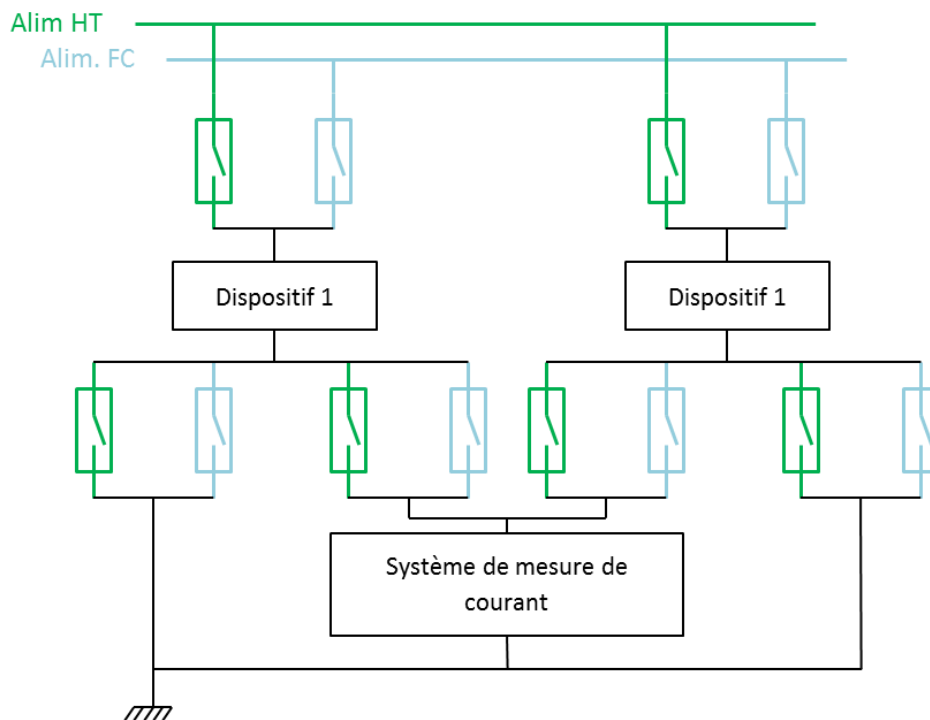 Alim HT
Alim. FC
Dispositif 1
Dispositif 1
Système de mesure de
courant